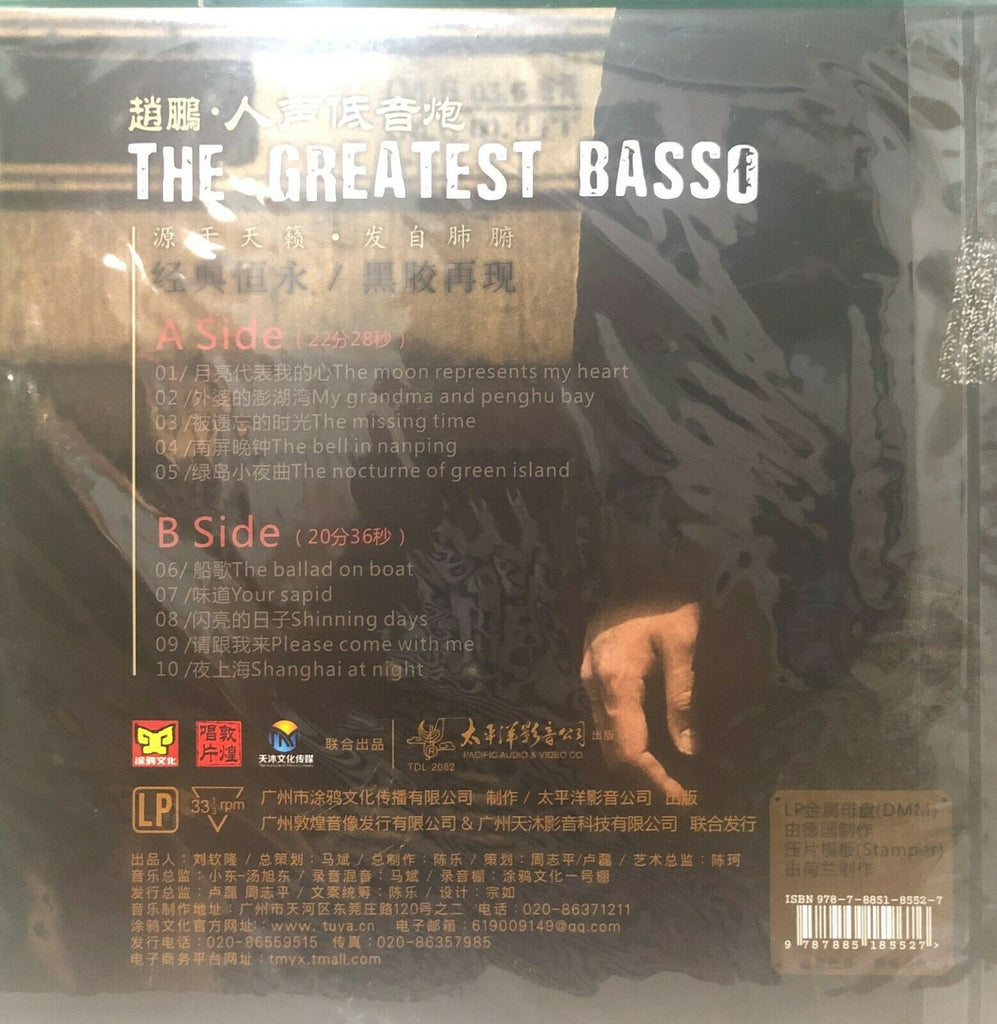 趙鵬·人声低音炮
THE GREATEST BASSO
源于天籁·发自肺腑
经典恒永 / 黑胶再现
A Side (22分28秒)
01/月亮代表我的心The moon represents my heart
02 /外婆的澎湖湾My grandma and penghu bay
03 /被遗忘的时光The missing time
04 /南屏晚钟The bell in nanping
05 /绿岛小夜曲The nocturne of green island
B Side (20分36秒)
06/ 船歌The ballad on boat
07 /味道Your sapid
08 /闪亮的日子Shinning days
09 /请跟我来Please come with me
10 /夜上海Shanghai at night
涂鸦文化
敦煌唱片
天沐文化传媒
联合出品
TDL-2082
太平洋影音公司 出版
PACIFIC AUDIO & VIDEO CO.
LP
33⅓ rpm
广州市涂鸦文化传播有限公司 制作 / 太平洋影音公司 出版
广州敦煌音像发行有限公司 & 广州天沐影音科技有限公司 联合发行
出品人：刘钦隆 / 总策划：马斌 / 总制作：陈乐 / 策划：周志平/卢磊 / 艺术总监：陈珂
音乐总监：小东-汤旭东 / 录音混音：马斌 / 录音棚：涂鸦文化一号棚
发行总监：卢磊 周志平 / 文案统筹：陈乐 / 设计：宗如
音乐制作地址：广州市天河区东莞庄路120号之二 电话：020-86371211
涂鸦文化官方网址：www.tuya.cn 电子邮箱：619009149@qq.com
发行电话：020-86559515 传真：020-86357985
电子商务平台网址：tmyx.tmall.com
LP金属母盘(DMM)
由德国制作
压片模板(Stamper)
由荷兰制作
ISBN 978-7-8851-8552-7
9 787885 185527 >